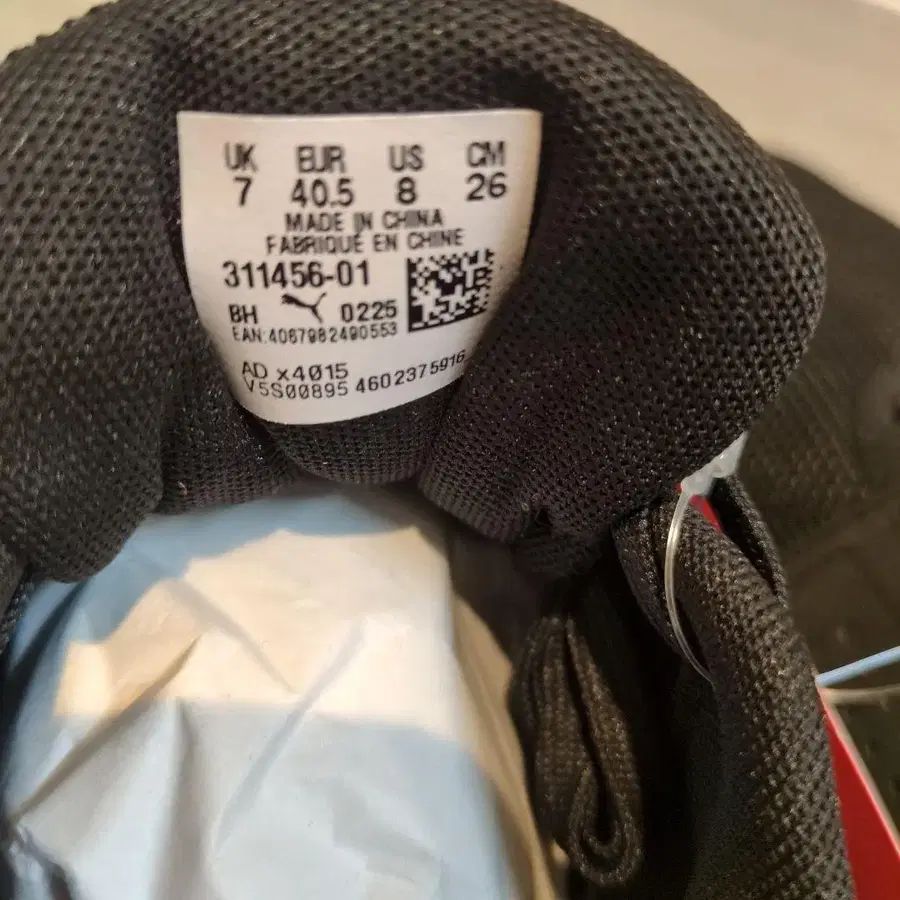 UK EUR US CM
7 40.5 8 26
MADE IN CHINA
FABRIQUÉ EN CHINE
311456-01
BH 0225
EAN:4067982490553
AD x4015
V5S00895 4602375916